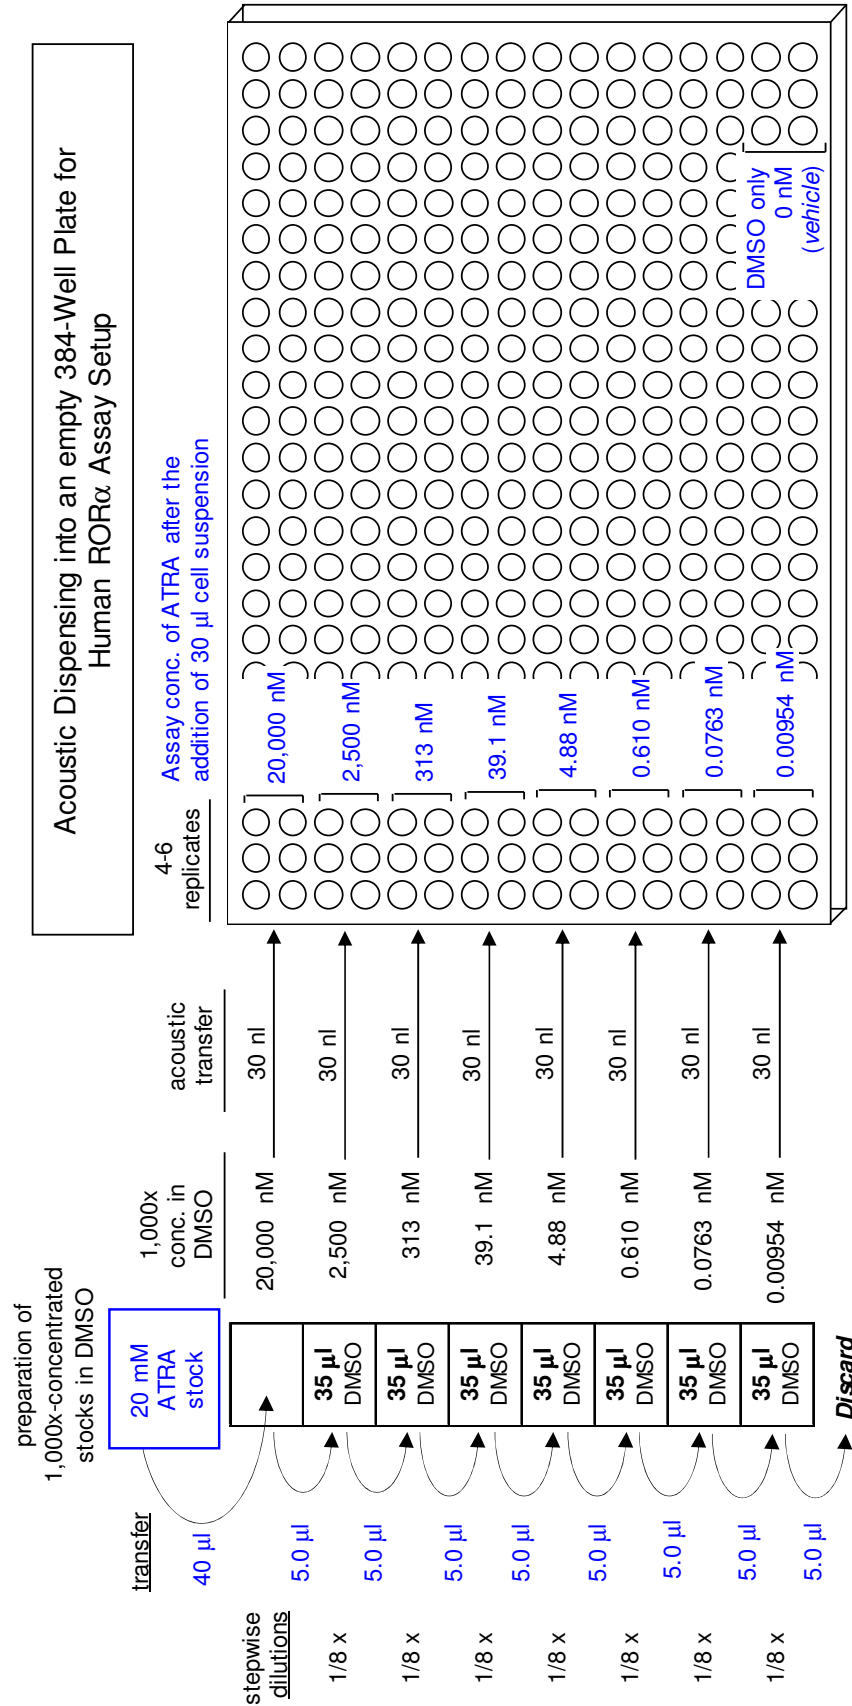 Acoustic Dispensing into an empty 384-Well Plate for
Human RORα Assay Setup
preparation of
1,000x-concentrated
stocks in DMSO
transfer
40 µl
20 mM
ATRA
stock
1,000x
conc. in
DMSO
acoustic
transfer
4-6
replicates
Assay conc. of ATRA after the
addition of 30 µl cell suspension
stepwise
dilutions
5.0 µl
20,000 nM
30 nl
20,000 nM
1/8 x
5.0 µl
35 µl
DMSO
2,500 nM
30 nl
2,500 nM
1/8 x
5.0 µl
35 µl
DMSO
313 nM
30 nl
313 nM
1/8 x
5.0 µl
35 µl
DMSO
39.1 nM
30 nl
39.1 nM
1/8 x
5.0 µl
35 µl
DMSO
4.88 nM
30 nl
4.88 nM
1/8 x
5.0 µl
35 µl
DMSO
0.610 nM
30 nl
0.610 nM
1/8 x
5.0 µl
35 µl
DMSO
0.0763 nM
30 nl
0.0763 nM
1/8 x
5.0 µl
35 µl
DMSO
0.00954 nM
30 nl
0.00954 nM
DMSO only
0 nM
(vehicle)
Discard